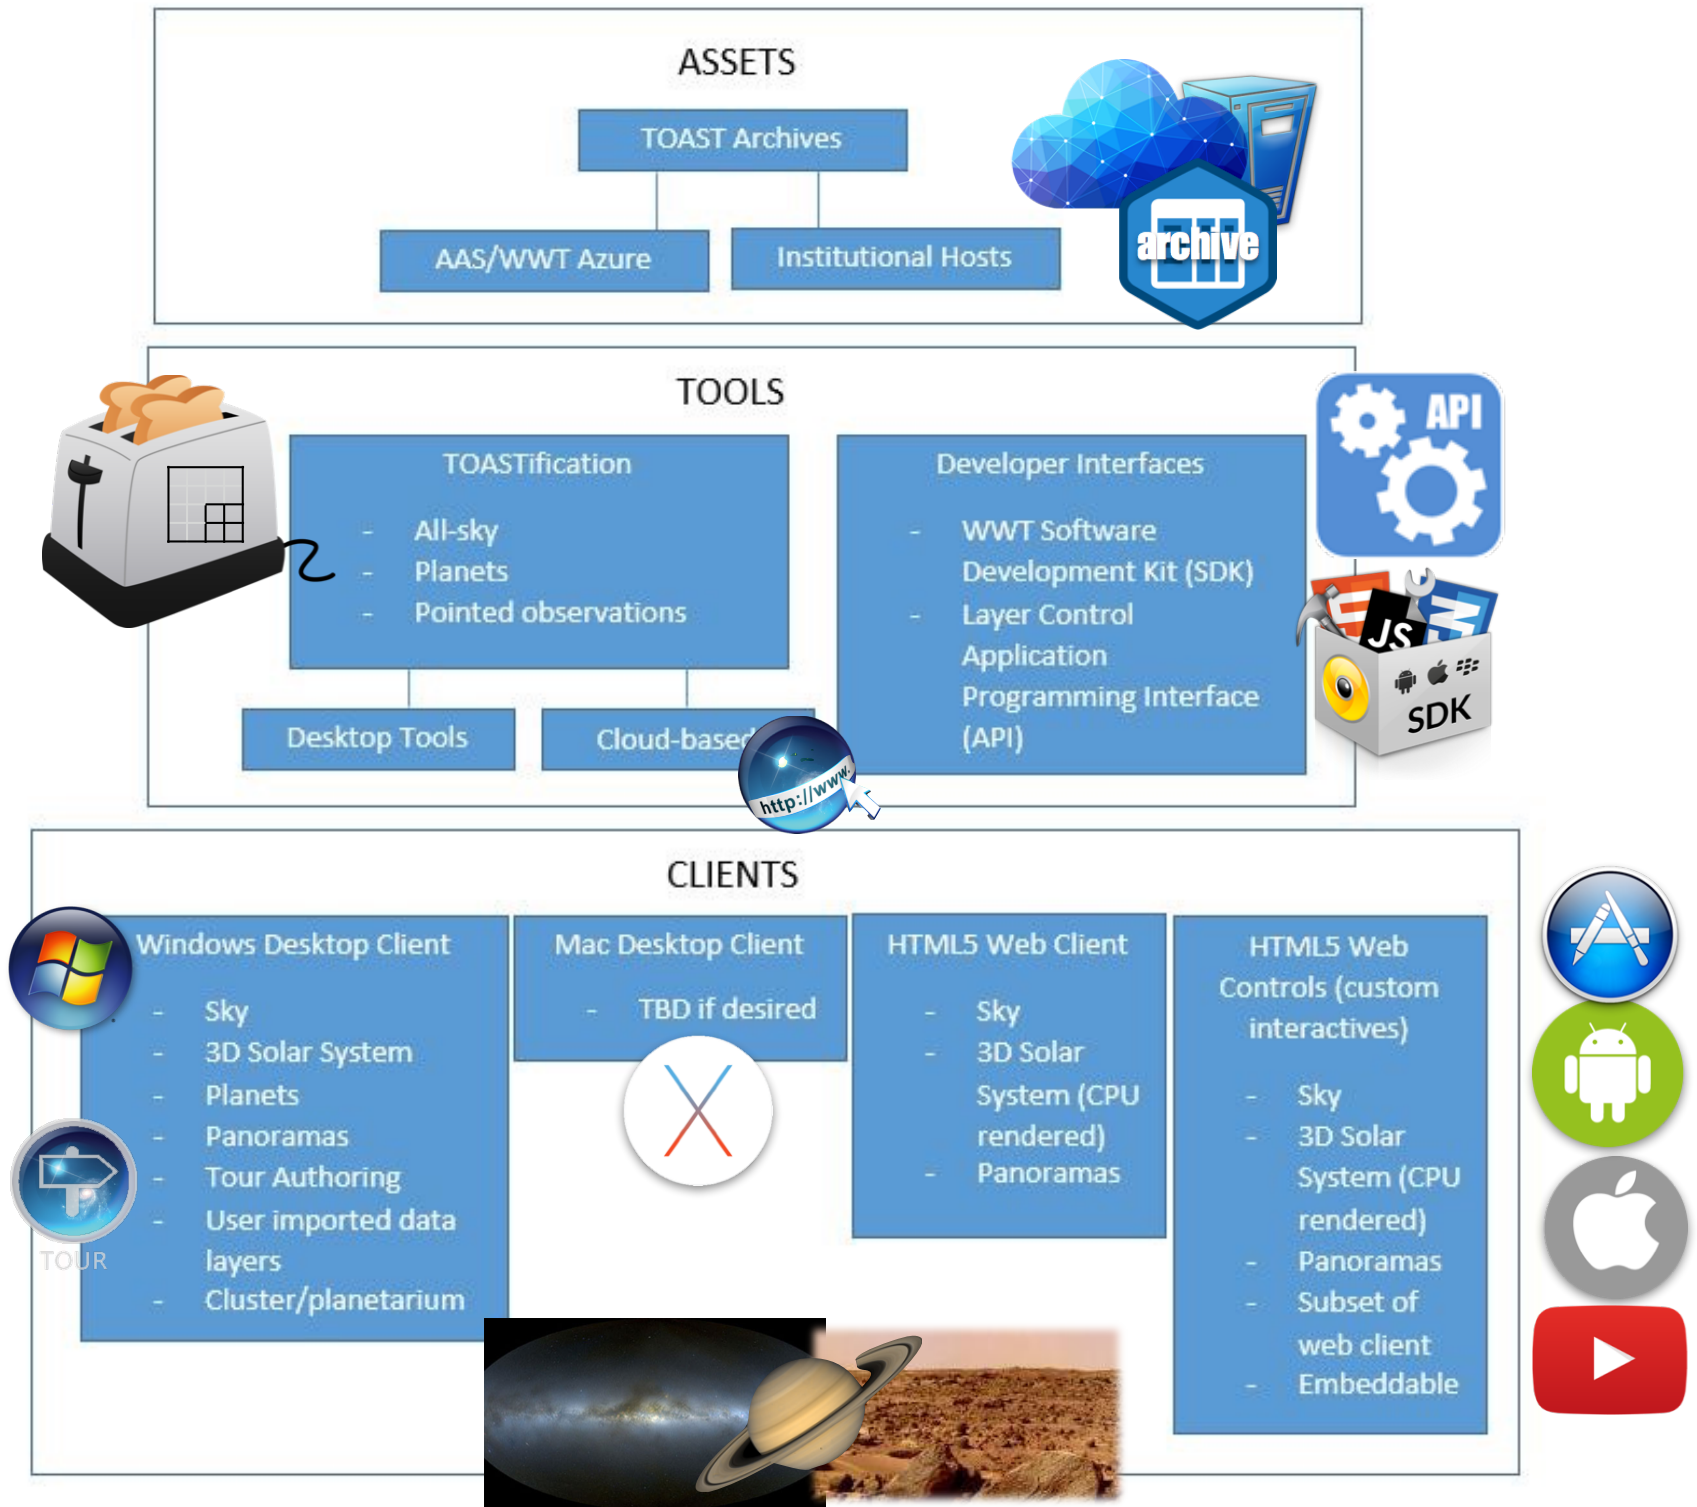 ASSETS
TOAST Archives
AAS/WWT Azure
Institutional Hosts
archive
TOOLS
TOASTification
- All-sky
- Planets
- Pointed observations
Desktop Tools
Cloud-based
http://www.
Developer Interfaces
- WWT Software
Development Kit (SDK)
- Layer Control
Application
Programming Interface
(API)
API
JS
SDK
CLIENTS
Windows Desktop Client
- Sky
- 3D Solar System
- Planets
- Panoramas
- Tour Authoring
- User imported data
layers
- Cluster/planetarium
TOUR
Mac Desktop Client
- TBD if desired
HTML5 Web Client
- Sky
- 3D Solar
System (CPU
rendered)
- Panoramas
HTML5 Web
Controls (custom
interactives)
- Sky
- 3D Solar
System (CPU
rendered)
- Panoramas
- Subset of
web client
- Embeddable